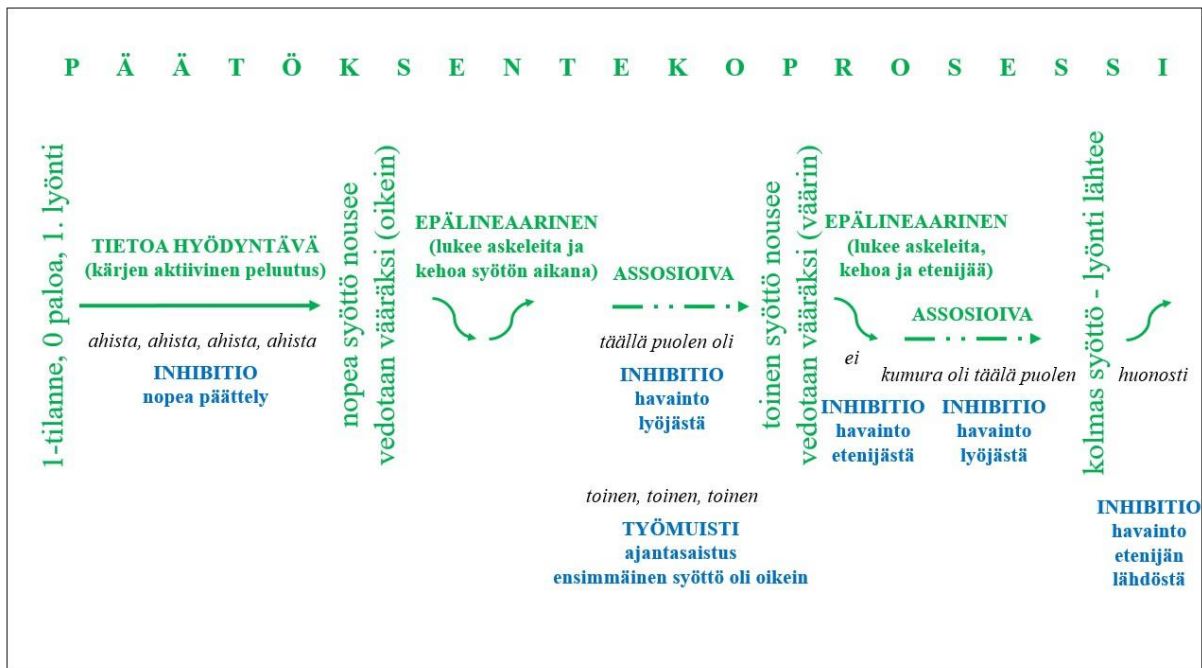 PÄÄTÖKSENTEKOPROSESSI
1-tilanne, 0 paloa, 1. lyönti
TIETOA HYÖDYNTÄVÄ
(kärjen aktiivinen peluutus)
ahista, ahista, ahista, ahista
INHIBITIO
nopea päättely
nopea syöttö nousee
vedotaan vääräksi (oikein)
EPÄLINEAARINEN
(lukee askeleita ja
kehoa syötön aikana)
ASSOSIOIVA
täällä puolen oli
INHIBITIO
havainto
lyöjästä
toinen, toinen, toinen
TYÖMUISTI
ajantasaistus
ensimmäinen syöttö oli oikein
toinen syöttö nousee
vedotaan vääräksi (väärin)
EPÄLINEAARINEN
(lukee askeleita,
kehoa ja etenijää)
ei
INHIBITIO
havainto
etenijästä
ASSOSIOIVA
kumura oli täälä puolen
INHIBITIO
havainto
lyöjästä
kolmas syöttö - lyönti lähtee
huonosti
INHIBITIO
havainto
etenijän
lähdöstä